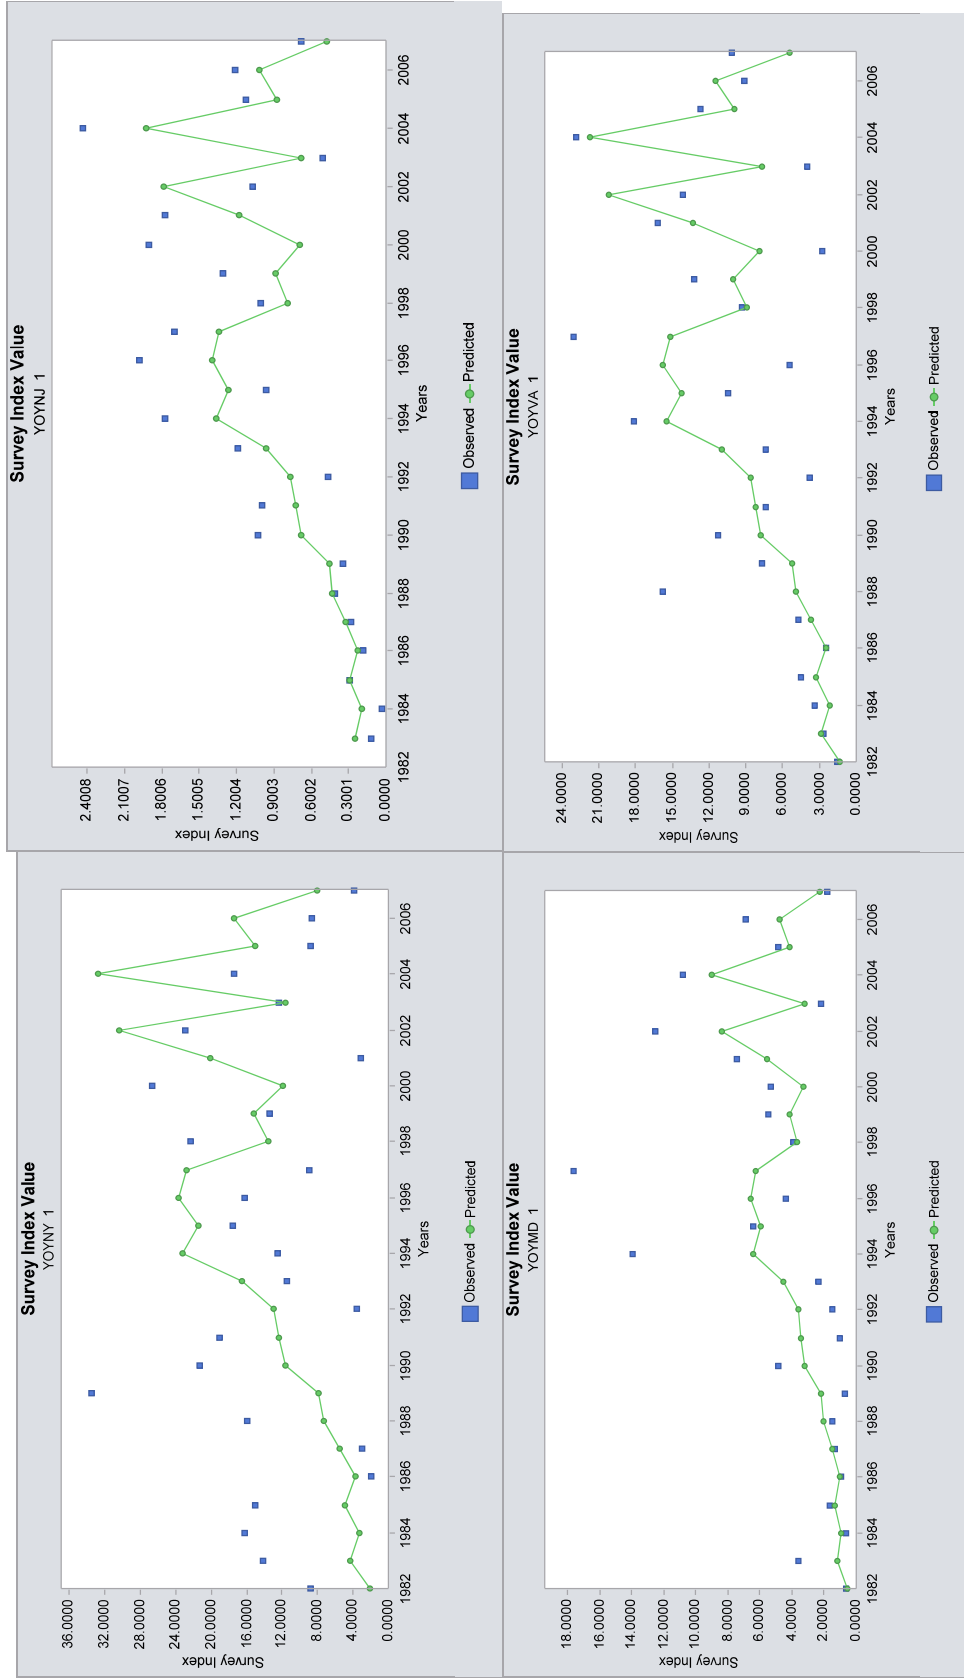 Survey Index Value
YOYNY 1
36.0000
32.0000
28.0000
24.0000
20.0000
16.0000
12.0000
8.0000
4.0000
0.0000
Survey Index
1982 1984 1986 1988 1990 1992 1994 1996 1998 2000 2002 2004 2006
Years
Observed Predicted
Survey Index Value
YOYNJ 1
2.4008
2.1007
1.8006
1.5005
1.2004
0.9003
0.6002
0.3001
0.0000
Survey Index
1982 1984 1986 1988 1990 1992 1994 1996 1998 2000 2002 2004 2006
Years
Observed Predicted
Survey Index Value
YOYMD 1
18.0000
16.0000
14.0000
12.0000
10.0000
8.0000
6.0000
4.0000
2.0000
0.0000
Survey Index
1982 1984 1986 1988 1990 1992 1994 1996 1998 2000 2002 2004 2006
Years
Observed Predicted
Survey Index Value
YOYVA 1
24.0000
21.0000
18.0000
15.0000
12.0000
9.0000
6.0000
3.0000
0.0000
Survey Index
1982 1984 1986 1988 1990 1992 1994 1996 1998 2000 2002 2004 2006
Years
Observed Predicted